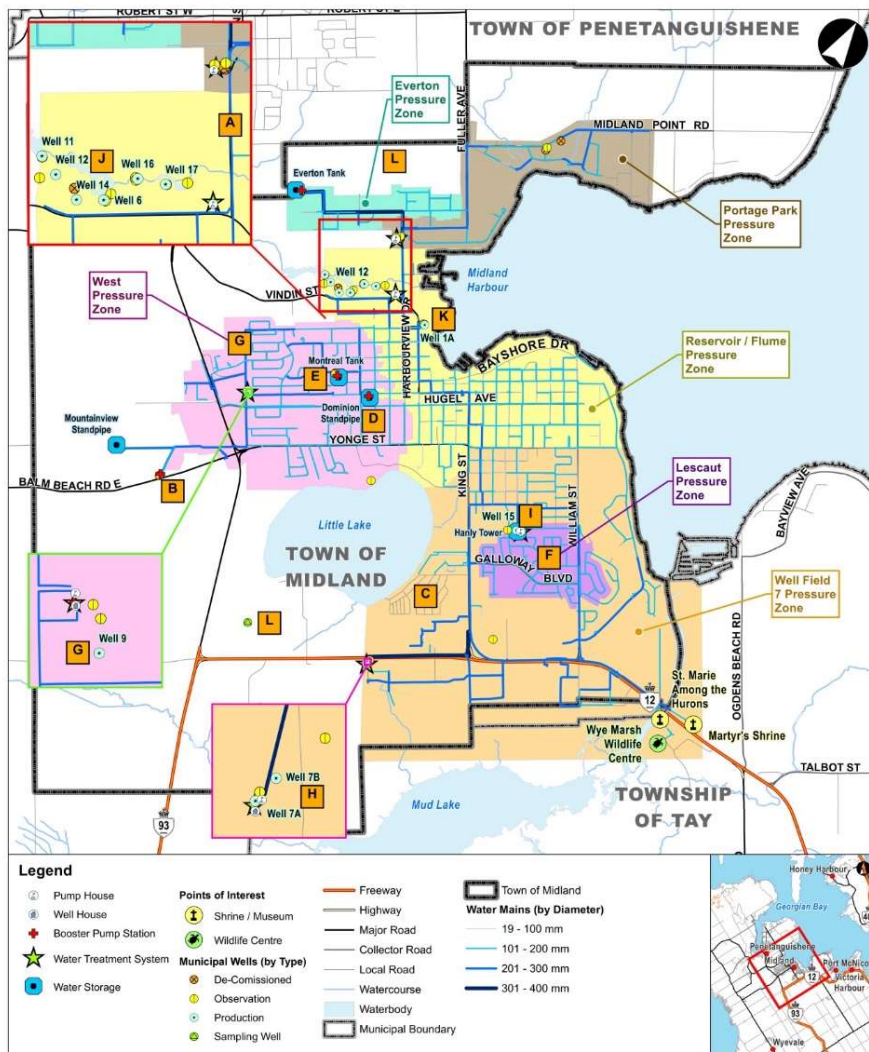 ROBERT ST W
ROBERT ST E
TOWN OF PENETANGUISHENE
Everton
Pressure
Zone
FULLER AVE
MIDLAND POINT RD
A
L
Well 11
J
Well 12
Well 16
Well 17
Well 14
Well 6
Everton Tank
Portage Park
Pressure
Zone
West
Pressure
Zone
Well 12
Midland
Harbour
VINDIN ST
HARBOURVIEW DR
K
Well 1A
G
BAYSHORE DR
Reservoir / Flume
Pressure
Zone
Montreal Tank
E
Dominion
Standpipe
HUGEL AVE
D
Mountainview
Standpipe
YONGE ST
BALM BEACH RD E
B
KING ST
WILLIAM ST
Lescaut
Pressure
Zone
BAYVIEW AVE
Little Lake
Well 15
I
Hanly Tower
F
TOWN OF
MIDLAND
GALLOWAY
BLVD
C
Well Field
7 Pressure
Zone
L
G
Well 9
OGDENS BEACH RD
St. Marie
Among the
Hurons
12
Martyr's Shrine
Wye Marsh
Wildlife
Centre
Well 7B
H
Well 7A
TALBOT ST
Mud Lake
TOWNSHIP
OF TAY
93
Legend
Pump House
Well House
Booster Pump Station
Water Treatment System
Water Storage
Points of Interest
Shrine / Museum
Wildlife Centre
Municipal Wells (by Type)
De-Comissioned
Observation
Production
Sampling Well
Freeway
Highway
Major Road
Collector Road
Local Road
Watercourse
Waterbody
Municipal Boundary
Town of Midland
Water Mains (by Diameter)
19 - 100 mm
101 - 200 mm
201 - 300 mm
301 - 400 mm
Honey Harbour
Georgian Bay
Penetanguishene
Midland
Port McNico
Victoria
Harbour
12
93
Wyevale